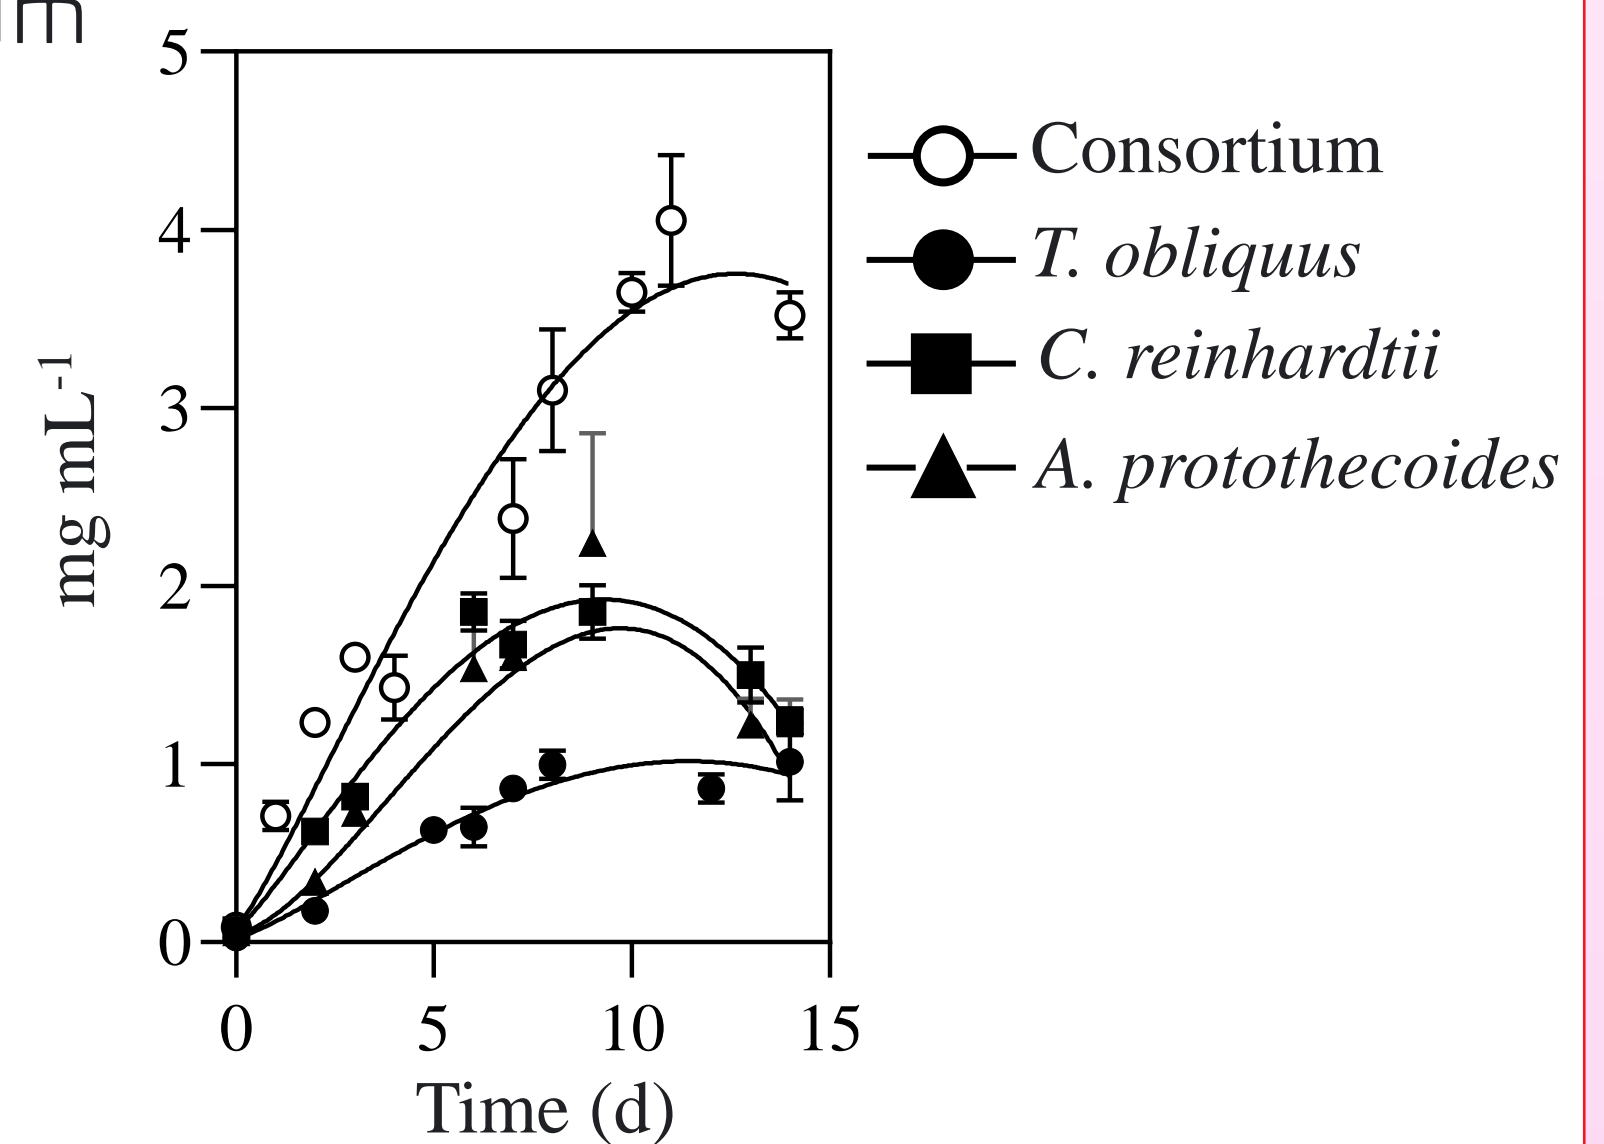 5
4
3
2
1
0
mg mL-1
0 5 10 15
Time (d)
Consortium
T. obliquus
C. reinhardtii
A. protothecoides